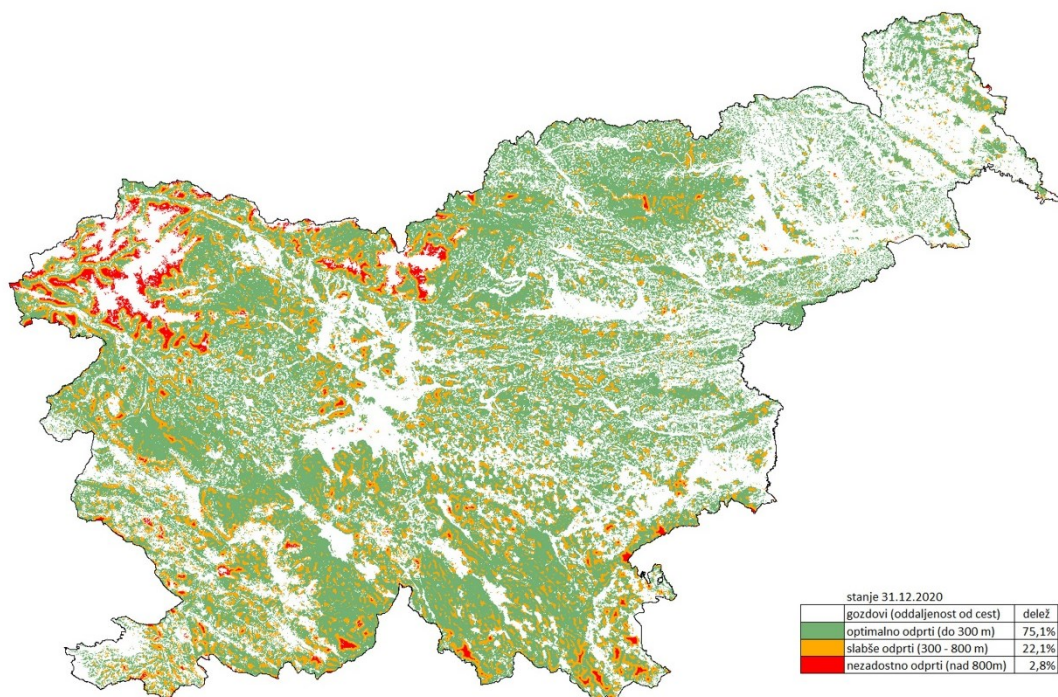 stanje 31.12.2020
gozdovi (oddaljenost od cest) delež
optimalno odprti (do 300 m) 75,1%
slabše odprti (300 - 800 m) 22,1%
nezadostno odprti (nad 800m) 2,8%